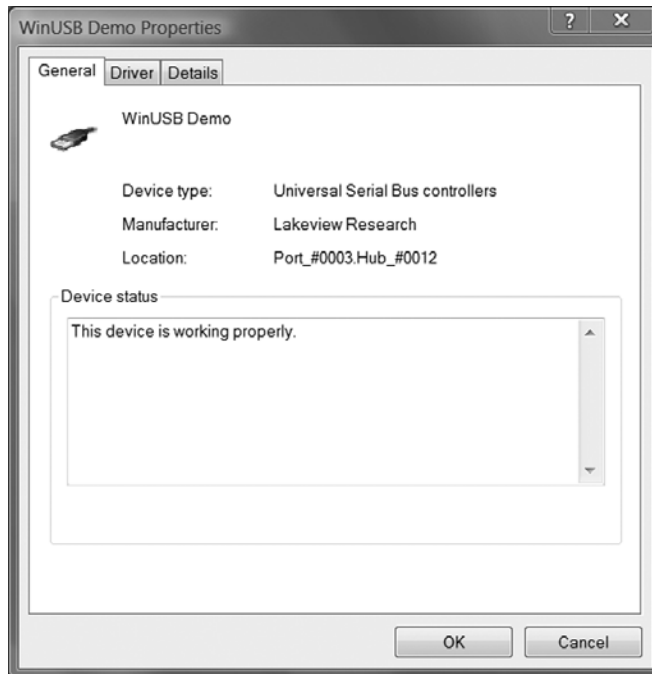 WinUSB Demo Properties
General Driver Details
WinUSB Demo
Device type: Universal Serial Bus controllers
Manufacturer: Lakeview Research
Location: Port_#0003.Hub_#0012
Device status
This device is working properly.
OK Cancel